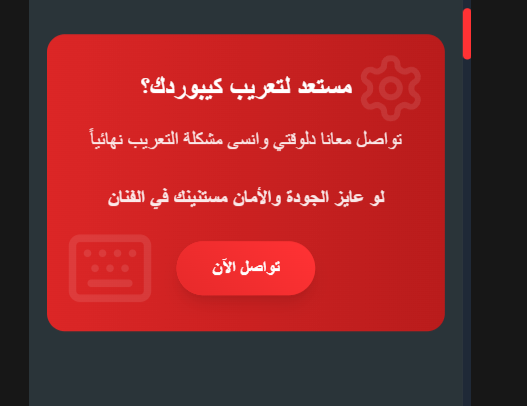 مستعد لتعريب كيبوردك؟
تواصل معانا دلوقتي وانسى مشكلة التعريب نهائياً
لو عايز الجودة والأمان مستنينك في الفنان
تواصل الآن